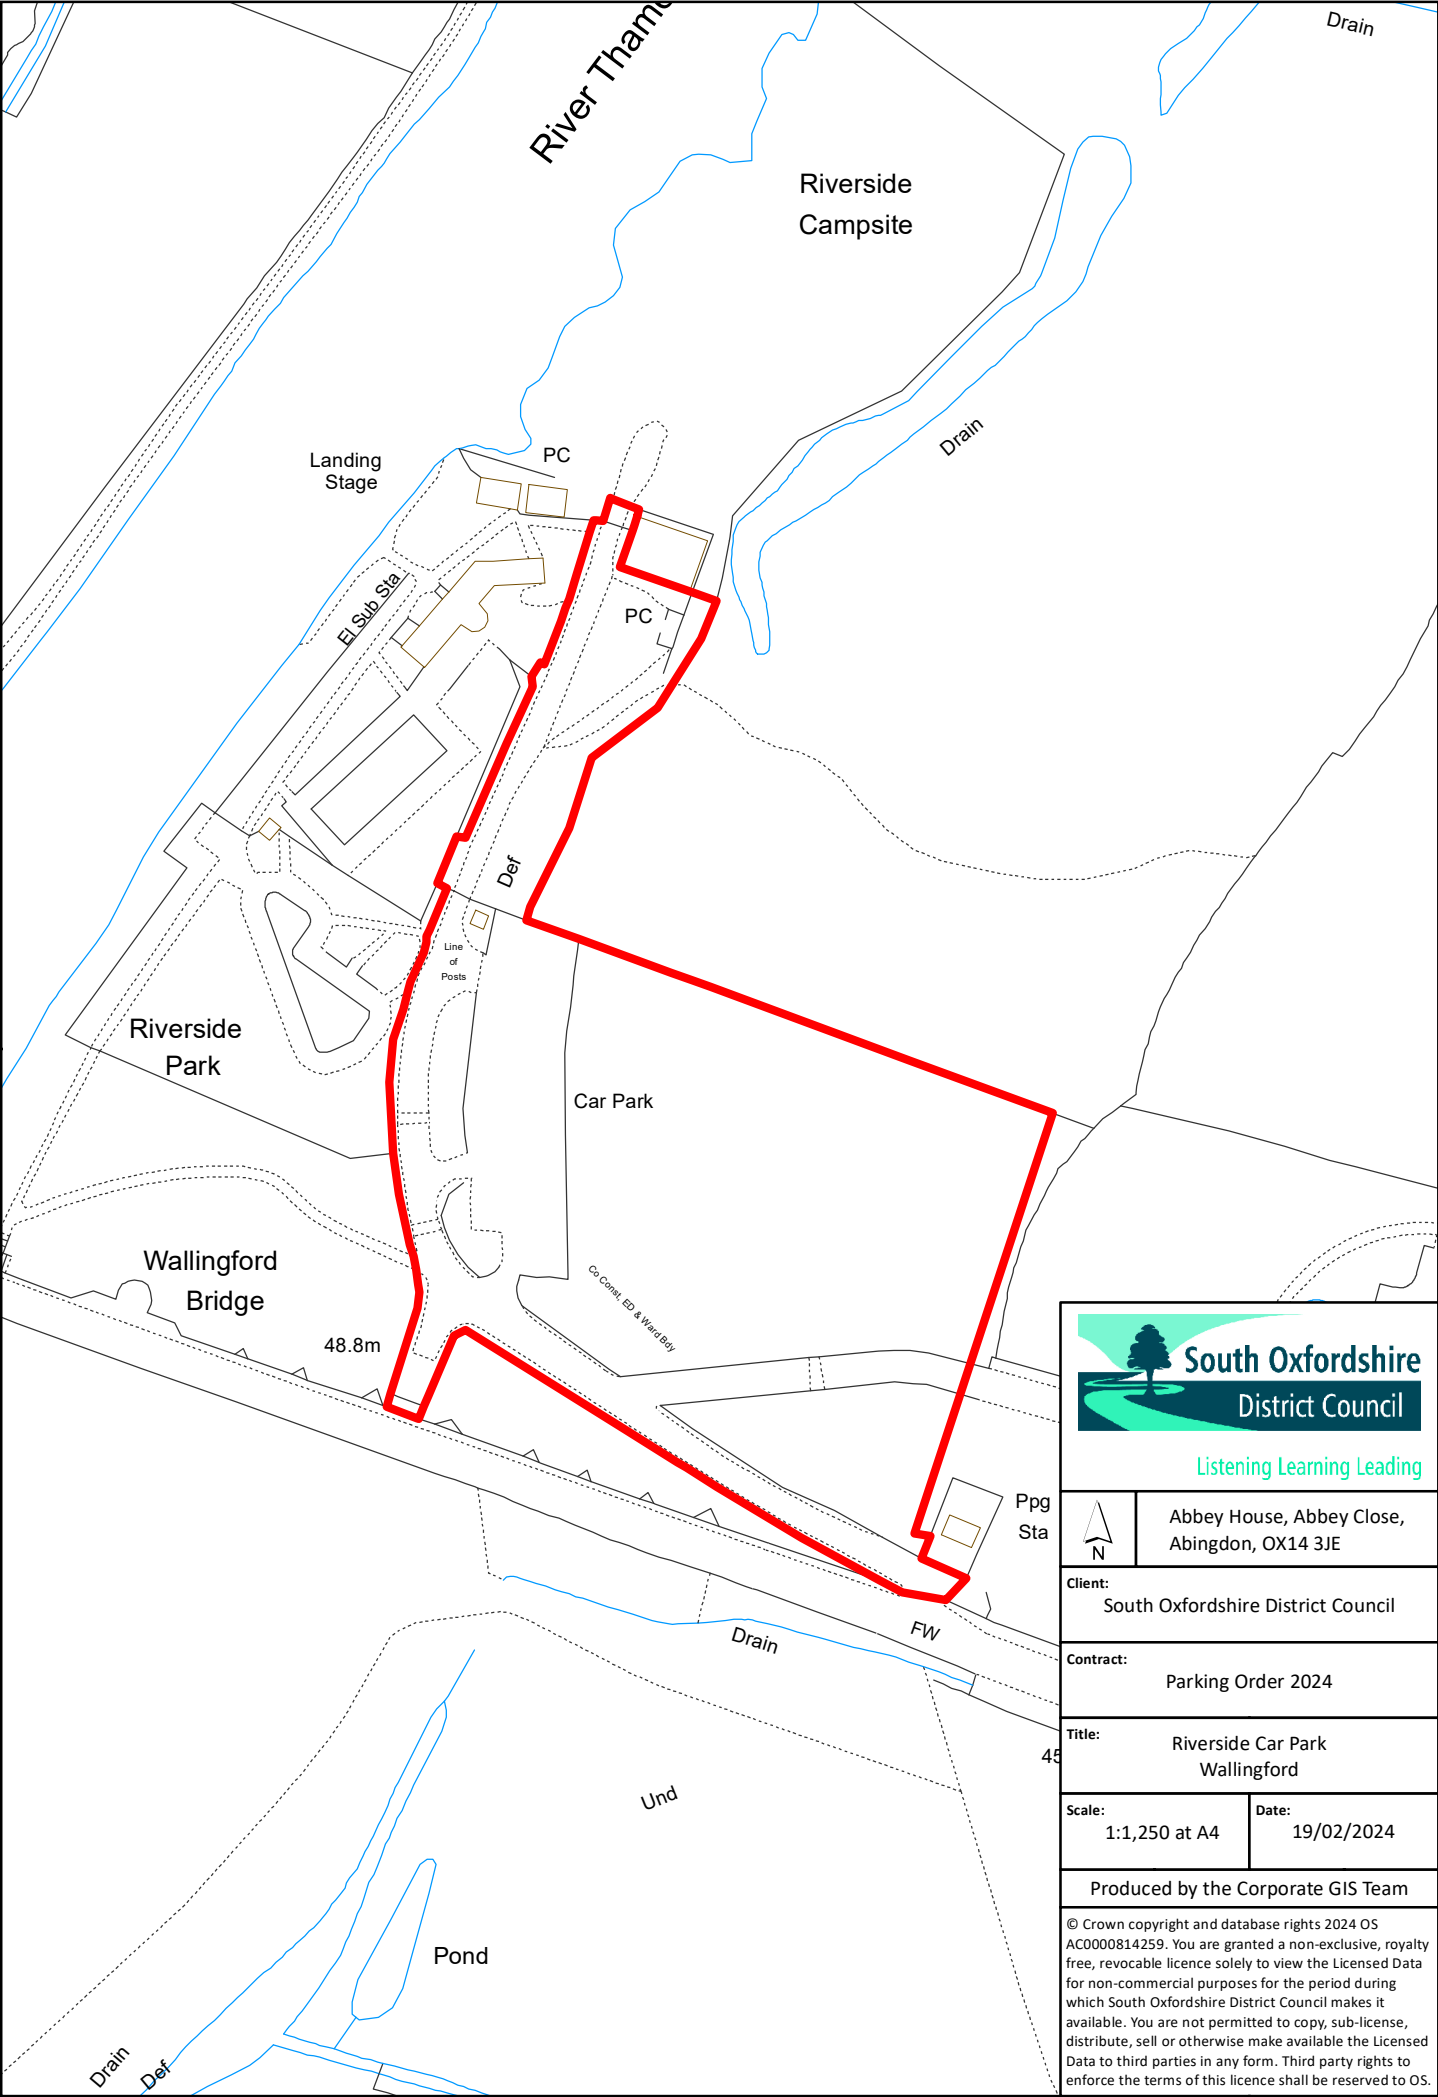 River Thame
Drain
Riverside
Campsite
Drain
Landing
Stage
PC
El Sub Sta
PC
Def
Line
of
Posts
Riverside
Park
Car Park
Wallingford
Bridge
Co Const, ED & Ward Bdy
48.8m
Ppg
Sta
FW
Drain
45
Und
Pond
Drain
Def
South Oxfordshire
District Council
Listening Learning Leading
N
Abbey House, Abbey Close,
Abingdon, OX14 3JE
Client:
South Oxfordshire District Council
Contract:
Parking Order 2024
Title:
Riverside Car Park
Wallingford
Scale:
1:1,250 at A4
Date:
19/02/2024
Produced by the Corporate GIS Team
© Crown copyright and database rights 2024 OS
AC0000814259. You are granted a non-exclusive, royalty
free, revocable licence solely to view the Licensed Data
for non-commercial purposes for the period during
which South Oxfordshire District Council makes it
available. You are not permitted to copy, sub-license,
distribute, sell or otherwise make available the Licensed
Data to third parties in any form. Third party rights to
enforce the terms of this licence shall be reserved to OS.